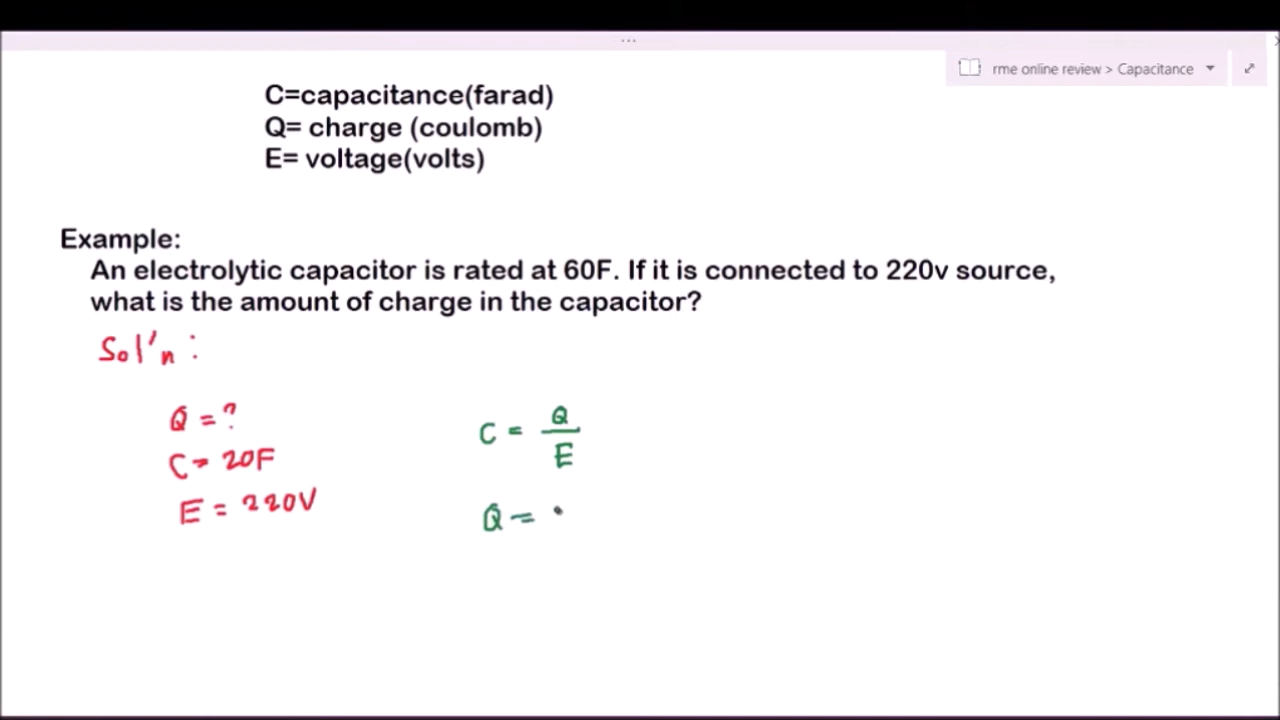 rme online review > Capacitance
C=capacitance(farad)
Q= charge (coulomb)
E= voltage(volts)
Example:
An electrolytic capacitor is rated at 60F. If it is connected to 220v source,
what is the amount of charge in the capacitor?
Sol'n :
Q = ?
C = 20F
E = 220V
C = Q
E
Q =